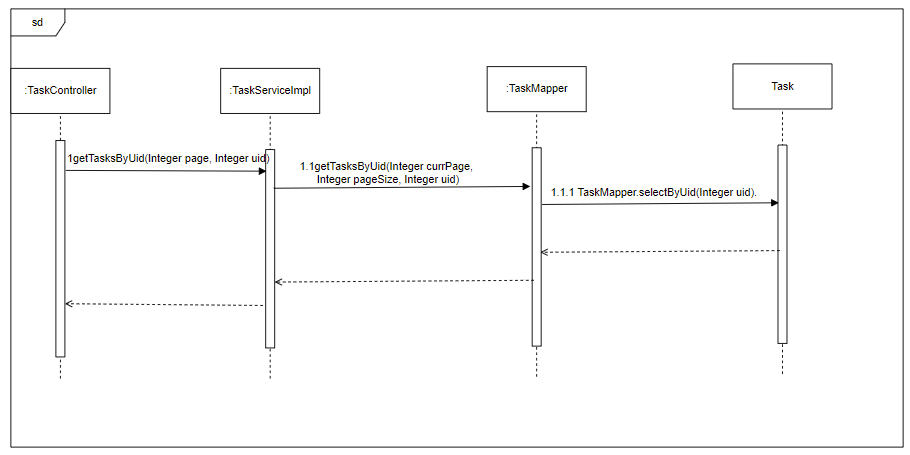 sd
:TaskController
:TaskServiceImpl
:TaskMapper
Task
1getTasksByUid(Integer page, Integer uid)
1.1getTasksByUid(Integer currPage,
Integer pageSize, Integer uid)
1.1.1 TaskMapper.selectByUid(Integer uid).